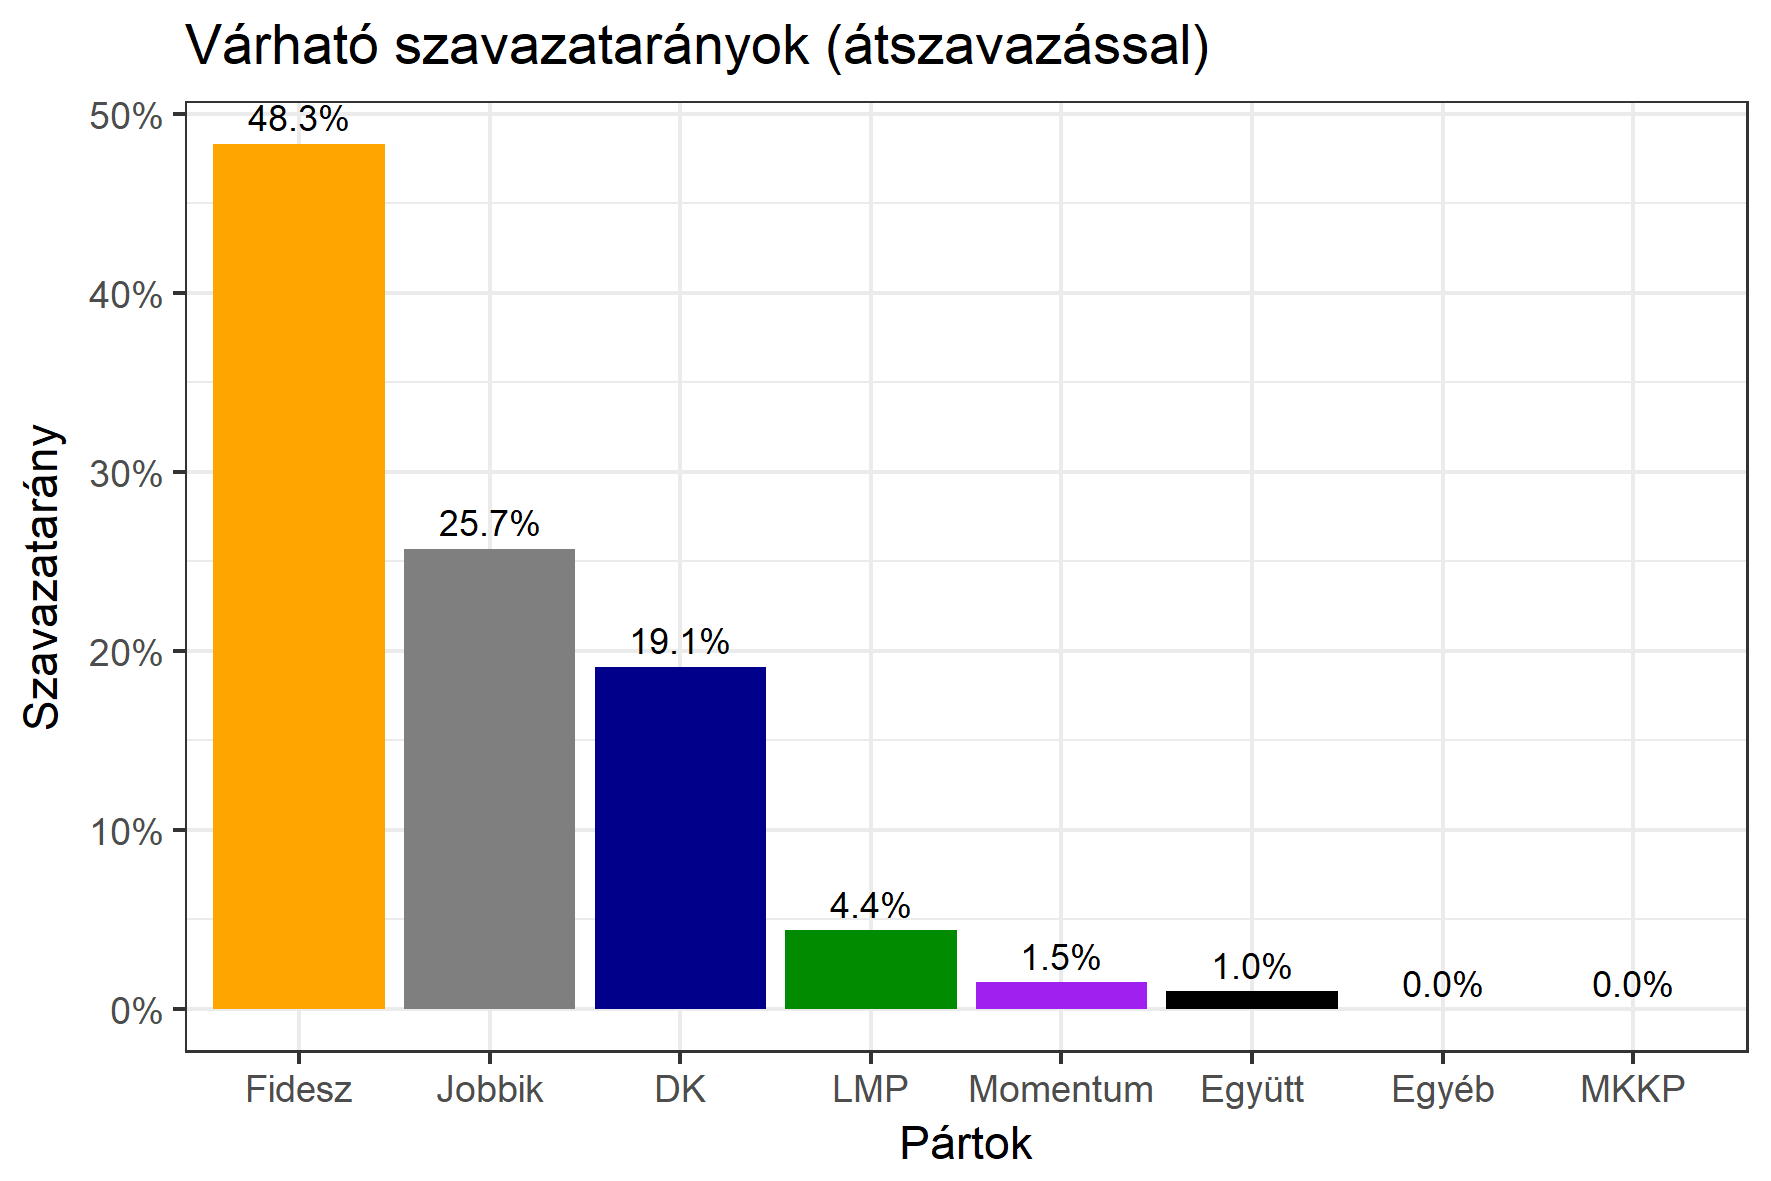 Várható szavazatarányok (átszavazással)
Szavazatarány
50%
40%
30%
20%
10%
0%
48.3%
25.7%
19.1%
4.4%
1.5%
1.0%
0.0%
0.0%
Fidesz
Jobbik
DK
LMP
Momentum
Együtt
Egyéb
MKKP
Pártok